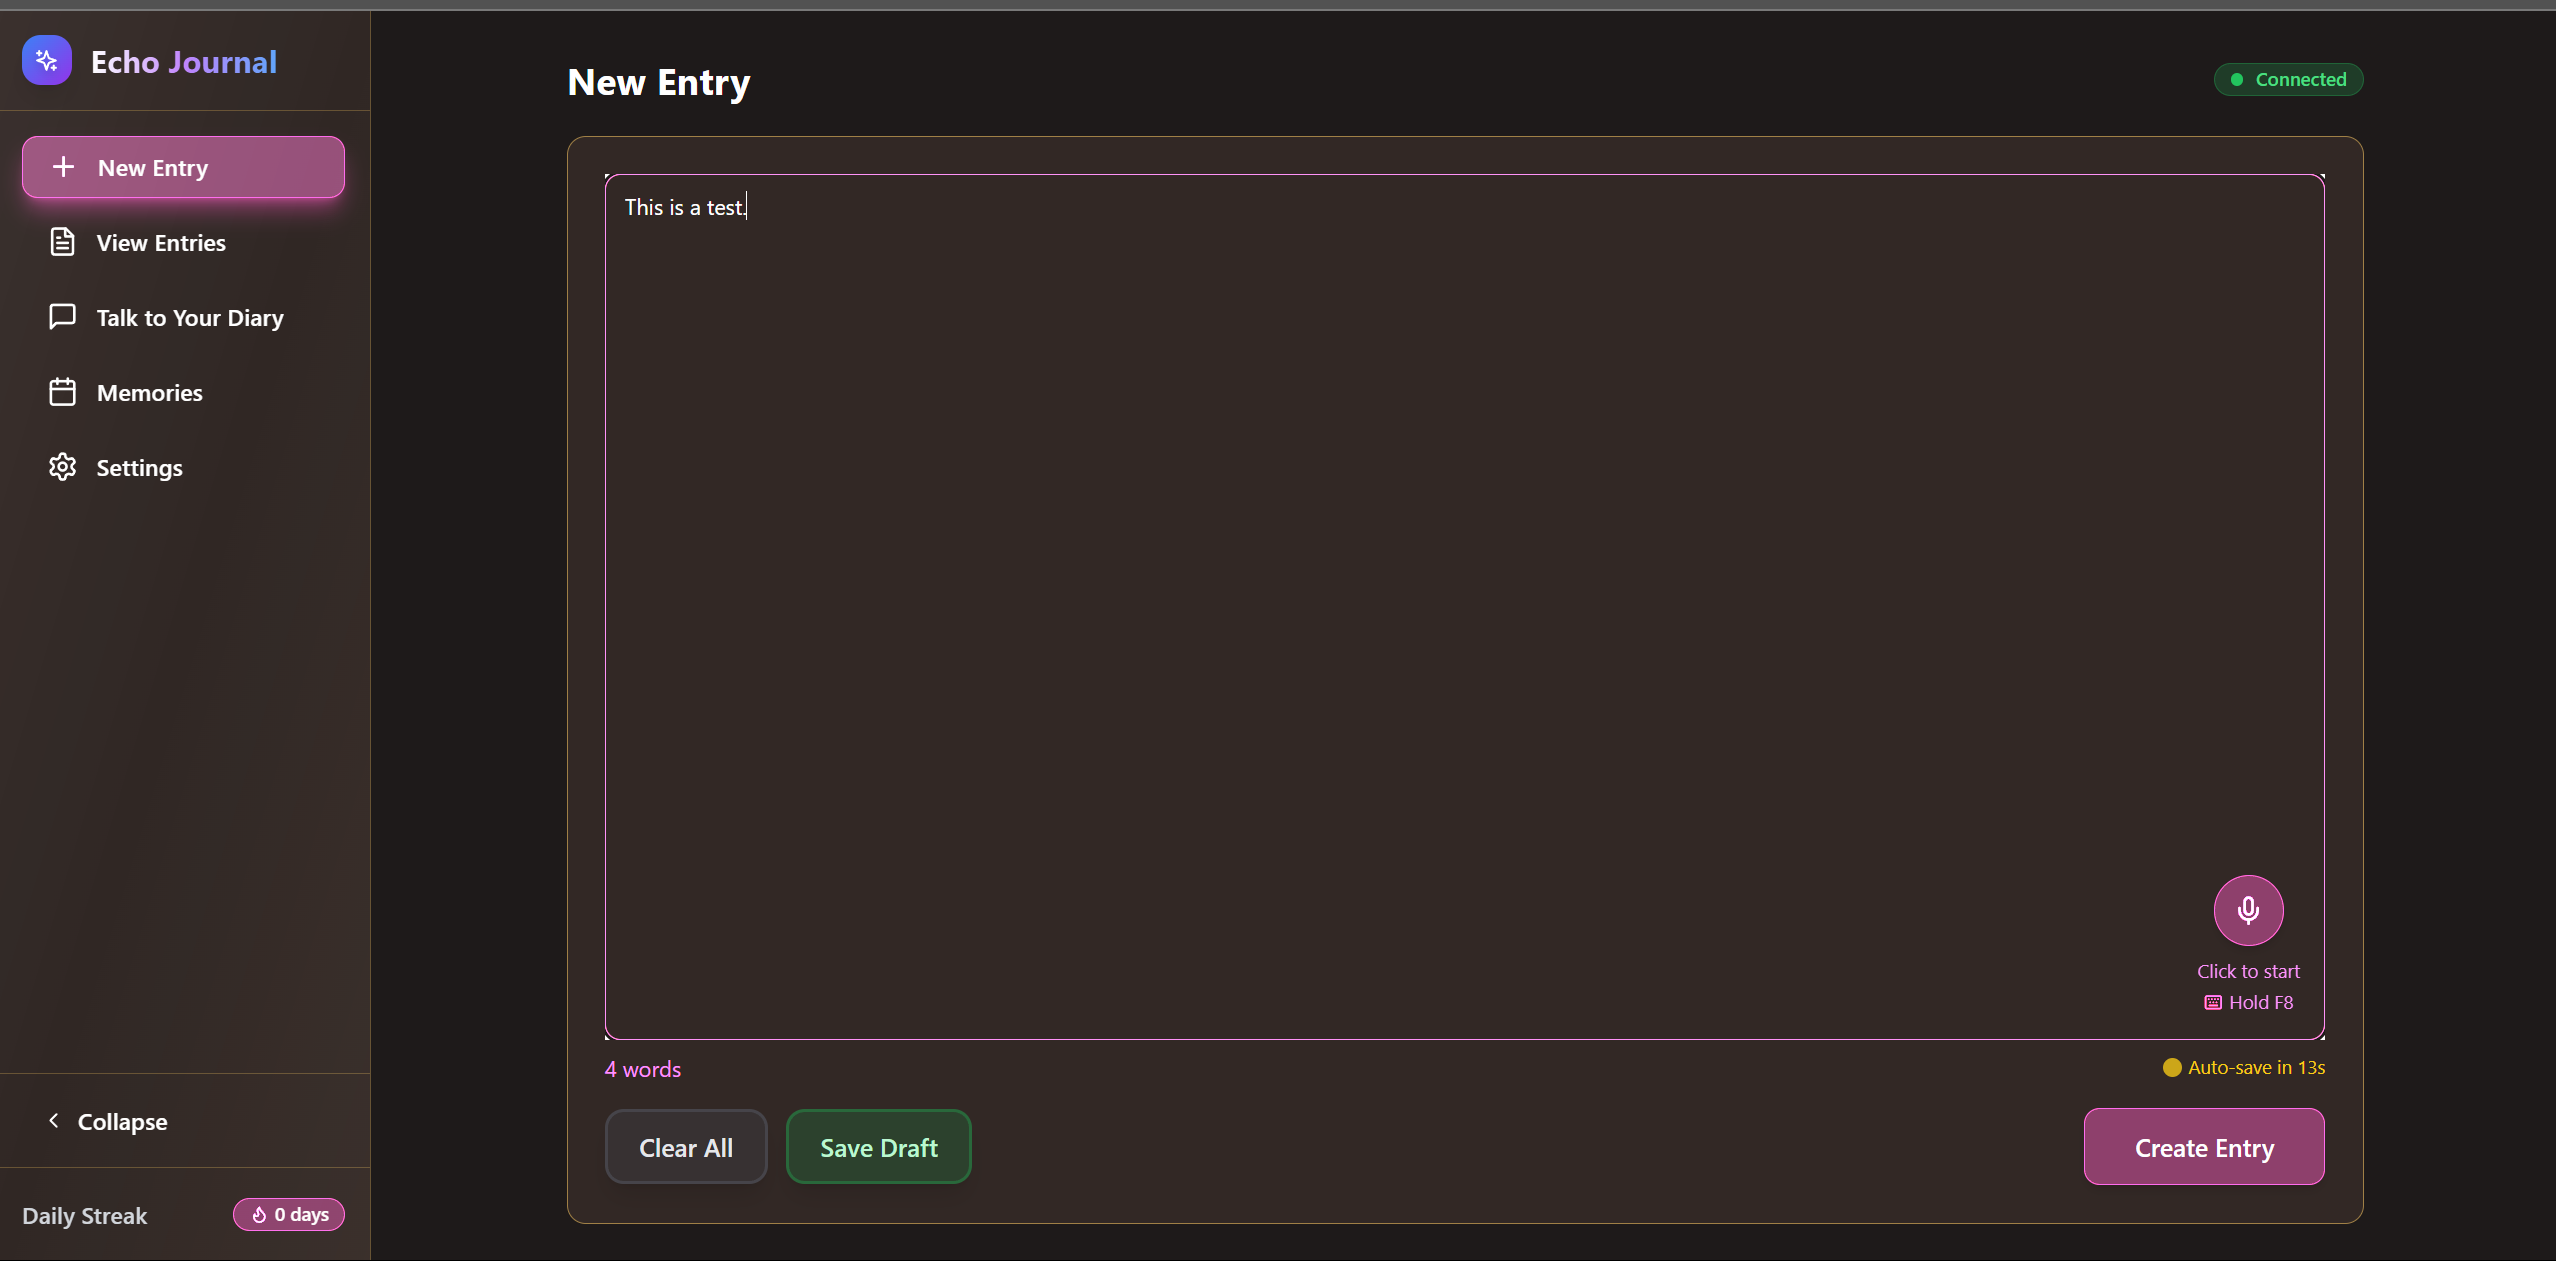 Echo Journal
New Entry
View Entries
Talk to Your Diary
Memories
Settings
Collapse
Daily Streak
0 days
New Entry
Connected
This is a test.
Click to start
Hold F8
4 words
Auto-save in 13s
Clear All
Save Draft
Create Entry